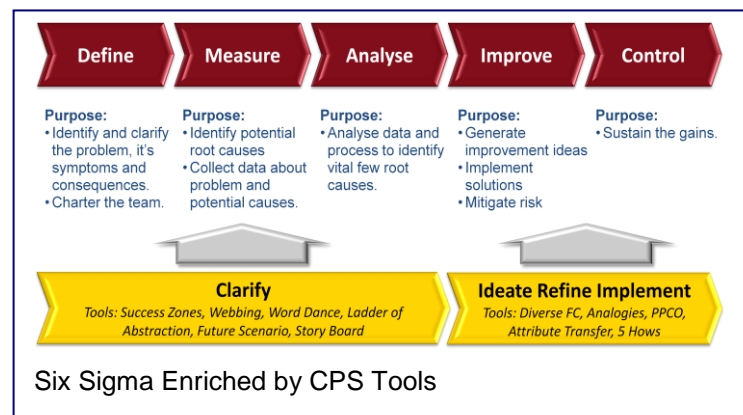 Define
Measure
Analyse
Improve
Control
Purpose:
• Identify and clarify
the problem, it's
symptoms and
consequences.
• Charter the team.
Purpose:
• Identify potential
root causes
• Collect data about
problem and
potential causes.
Purpose:
• Analyse data and
process to identify
vital few root
causes.
Purpose:
• Generate
improvement ideas
• Implement
solutions
• Mitigate risk
Purpose:
• Sustain the gains.
Clarify
Tools: Success Zones, Webbing, Word Dance, Ladder of
Abstraction, Future Scenario, Story Board
Ideate Refine Implement
Tools: Diverse FC, Analogies, PPCO,
Attribute Transfer, 5 Hows
Six Sigma Enriched by CPS Tools